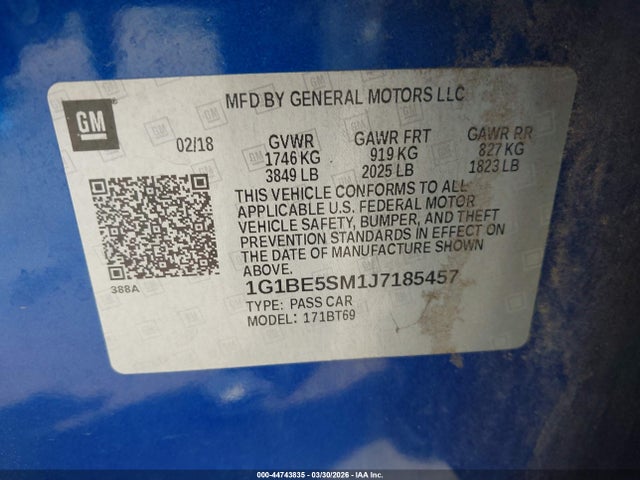 GM
MFD BY GENERAL MOTORS LLC
02/18 GVWR GAWR FRT GAWR RR
1746 KG 919 KG 827 KG
3849 LB 2025 LB 1823 LB
THIS VEHICLE CONFORMS TO ALL
APPLICABLE U.S. FEDERAL MOTOR
VEHICLE SAFETY, BUMPER, AND THEFT
PREVENTION STANDARDS IN EFFECT ON
THE DATE OF MANUFACTURE SHOWN
ABOVE.
388A
1G1BE5SM1J7185457
TYPE: PASS CAR
MODEL: 171BT69
000-44743835 | 03/30/2026 | IAA Inc.